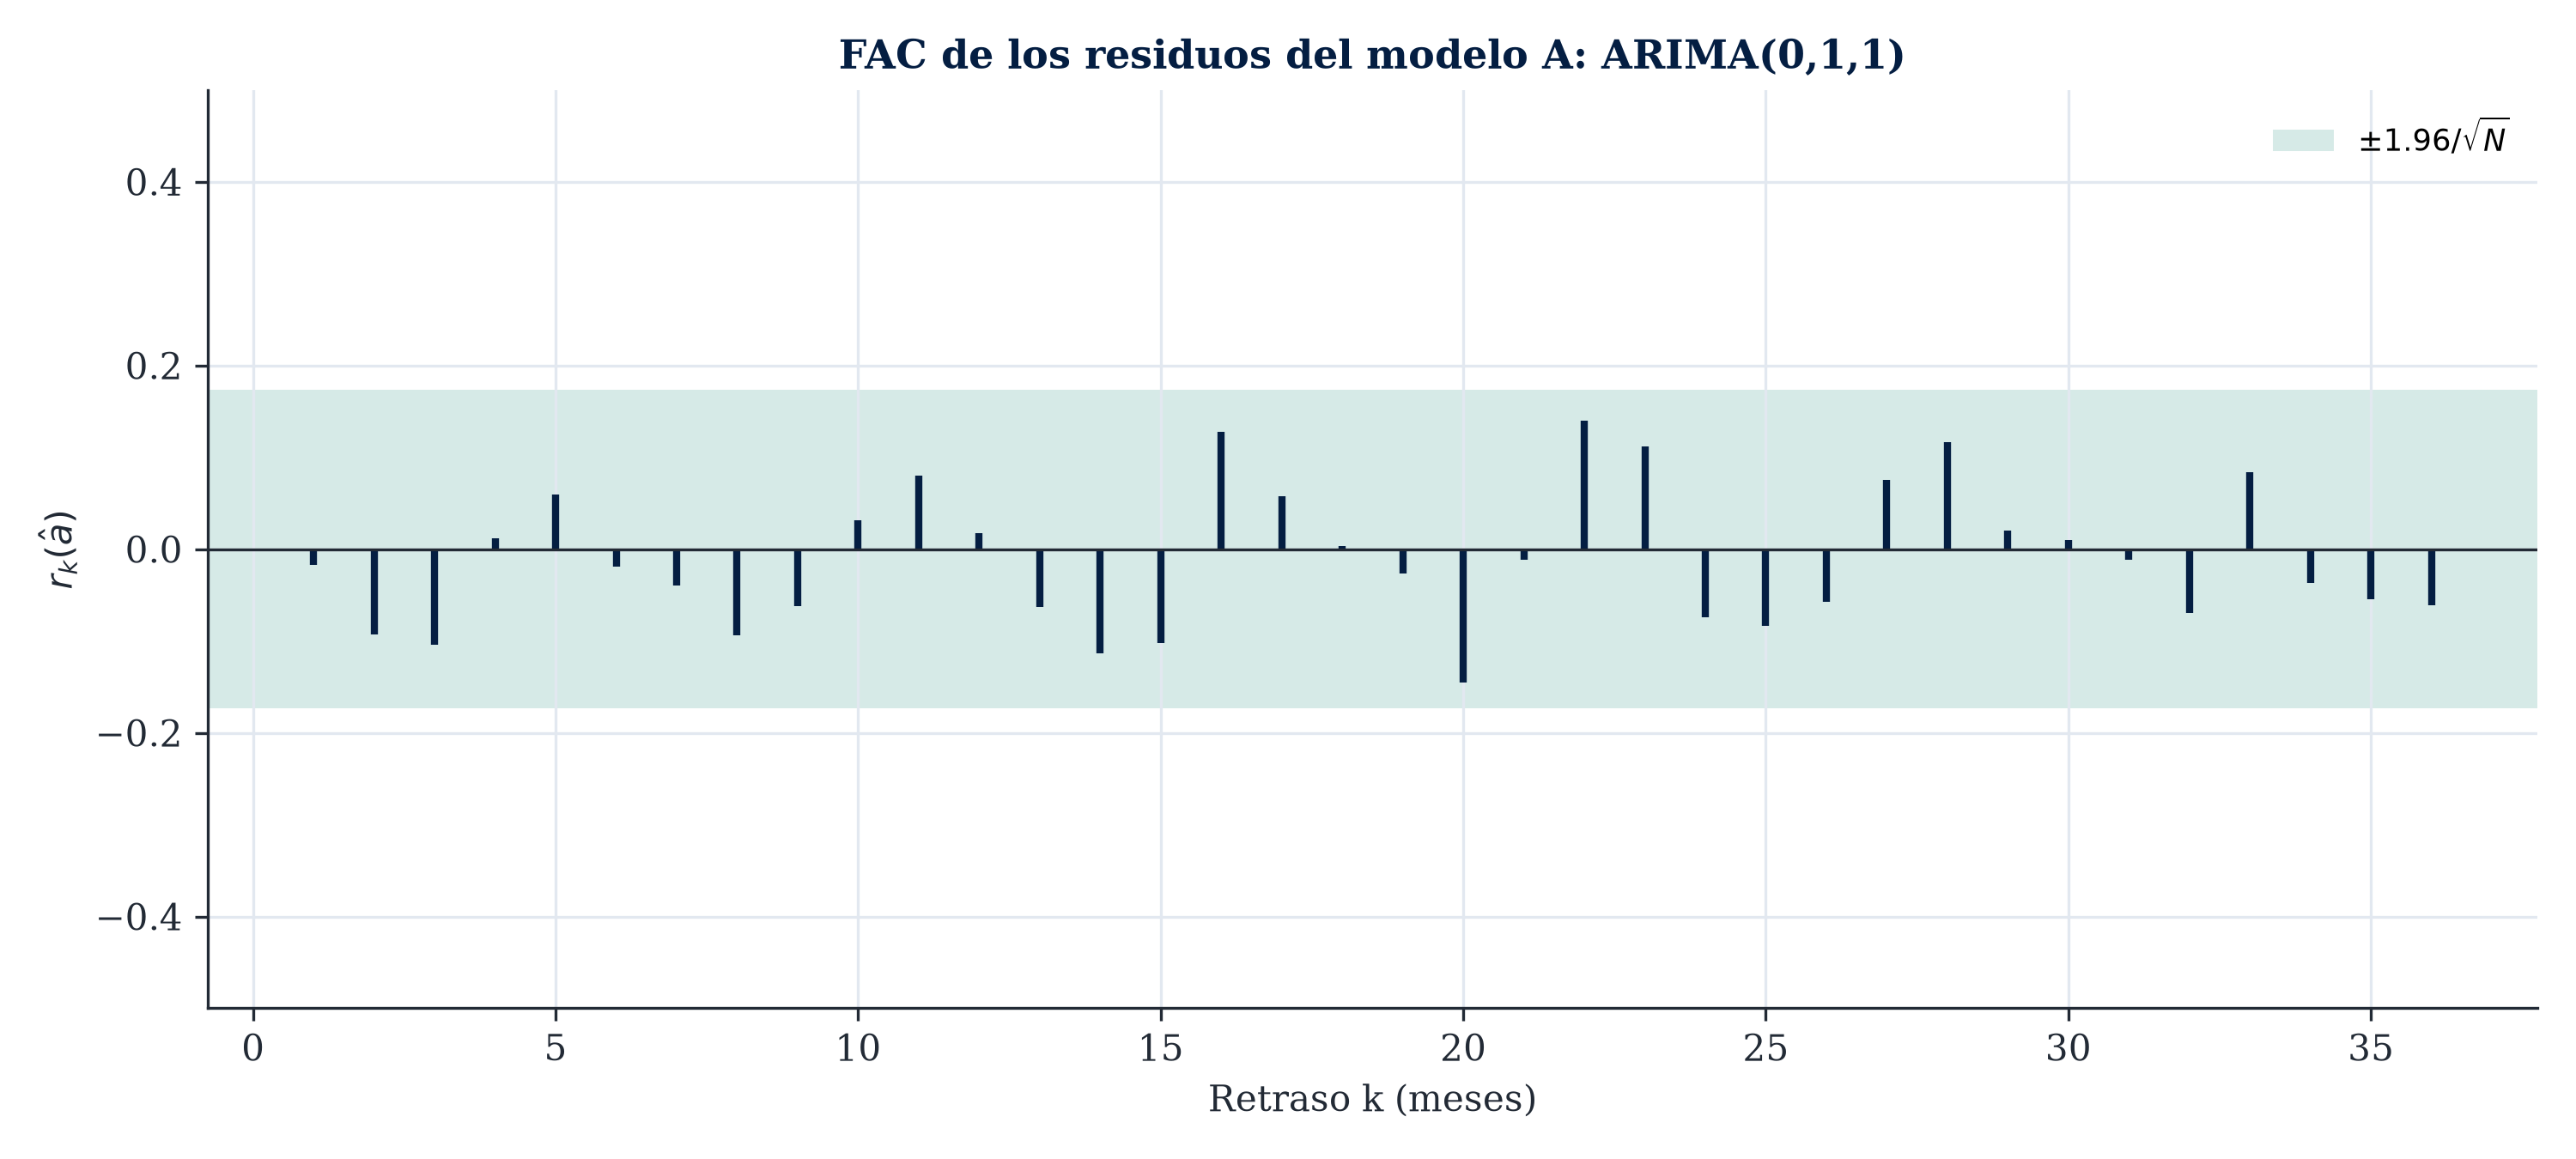 FAC de los residuos del modelo A: ARIMA(0,1,1)
±1.96/√N
0.4
0.2
0.0
−0.2
−0.4
r_k(â)
0 5 10 15 20 25 30 35
Retraso k (meses)